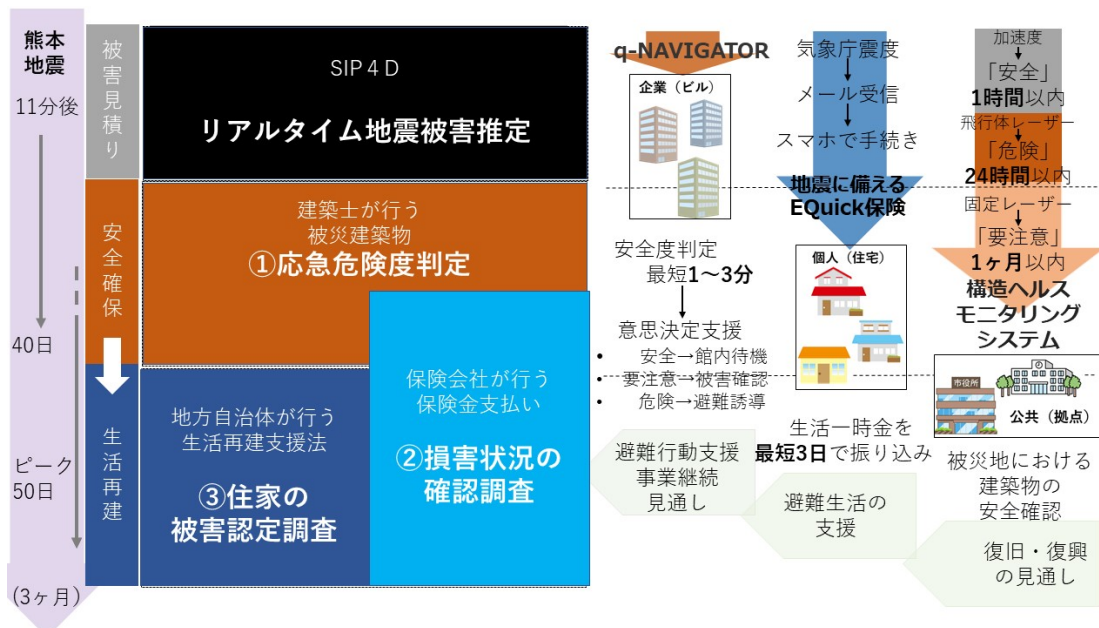 熊本
地震
11分後
40日
ピーク
50日
(3ヶ月)
被害見積り
安全確保
生活再建
SIP４D
リアルタイム地震被害推定
建築士が行う
被災建築物
①応急危険度判定
地方自治体が行う
生活再建支援法
③住家の
被害認定調査
保険会社が行う
保険金支払い
②損害状況の
確認調査
q-NAVIGATOR
企業（ビル）
安全度判定
最短1～3分
意思決定支援
• 安全→館内待機
• 要注意→被害確認
• 危険→避難誘導
避難行動支援
事業継続
見通し
気象庁震度
メール受信
スマホで手続き
地震に備える
EQuick保険
個人（住宅）
生活一時金を
最短3日で振り込み
避難生活の
支援
加速度
「安全」
1時間以内
飛行体レーザー
「危険」
24時間以内
固定レーザー
「要注意」
1ヶ月以内
構造ヘルス
モニタリング
システム
市役所
公共（拠点）
被災地における
建築物の
安全確認
復旧・復興
の見通し